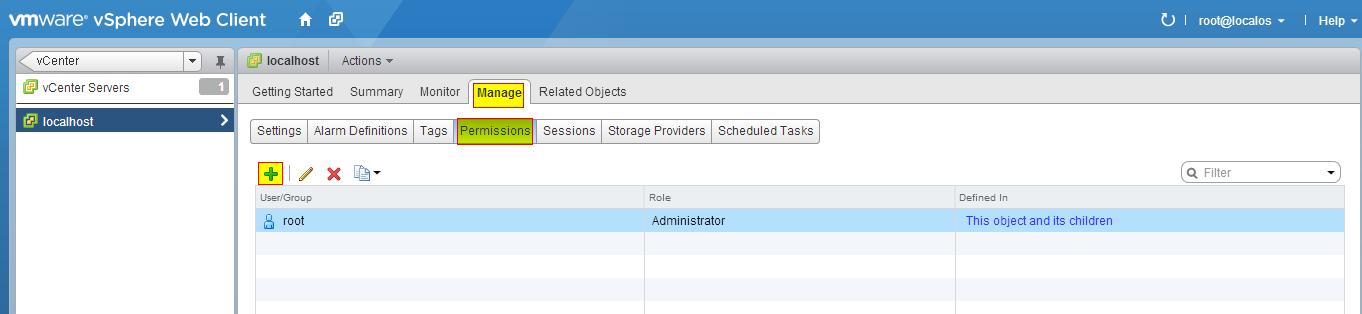 vmware® vSphere Web Client root@localos Help
vCenter
vCenter Servers 1
localhost
localhost Actions
Getting Started Summary Monitor Manage Related Objects
Settings Alarm Definitions Tags Permissions Sessions Storage Providers Scheduled Tasks
Filter
User/Group Role Defined In
root Administrator This object and its children